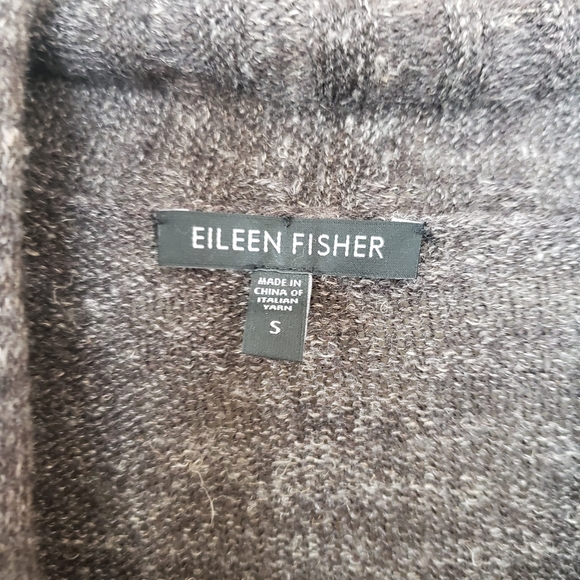 EILEEN FISHER
MADE IN
CHINA OF
ITALIAN
YARN
S